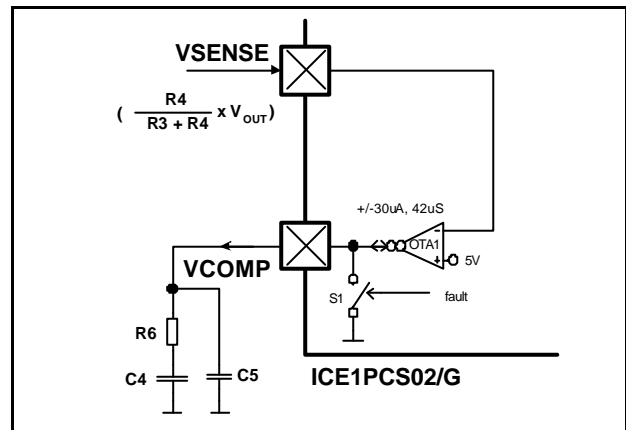 VSENSE
( R4
R3 + R4 x VOUT)
+/-30uA, 42uS
OTA1
-
+
5V
VCOMP
S1
fault
R6
C4
C5
ICE1PCS02/G